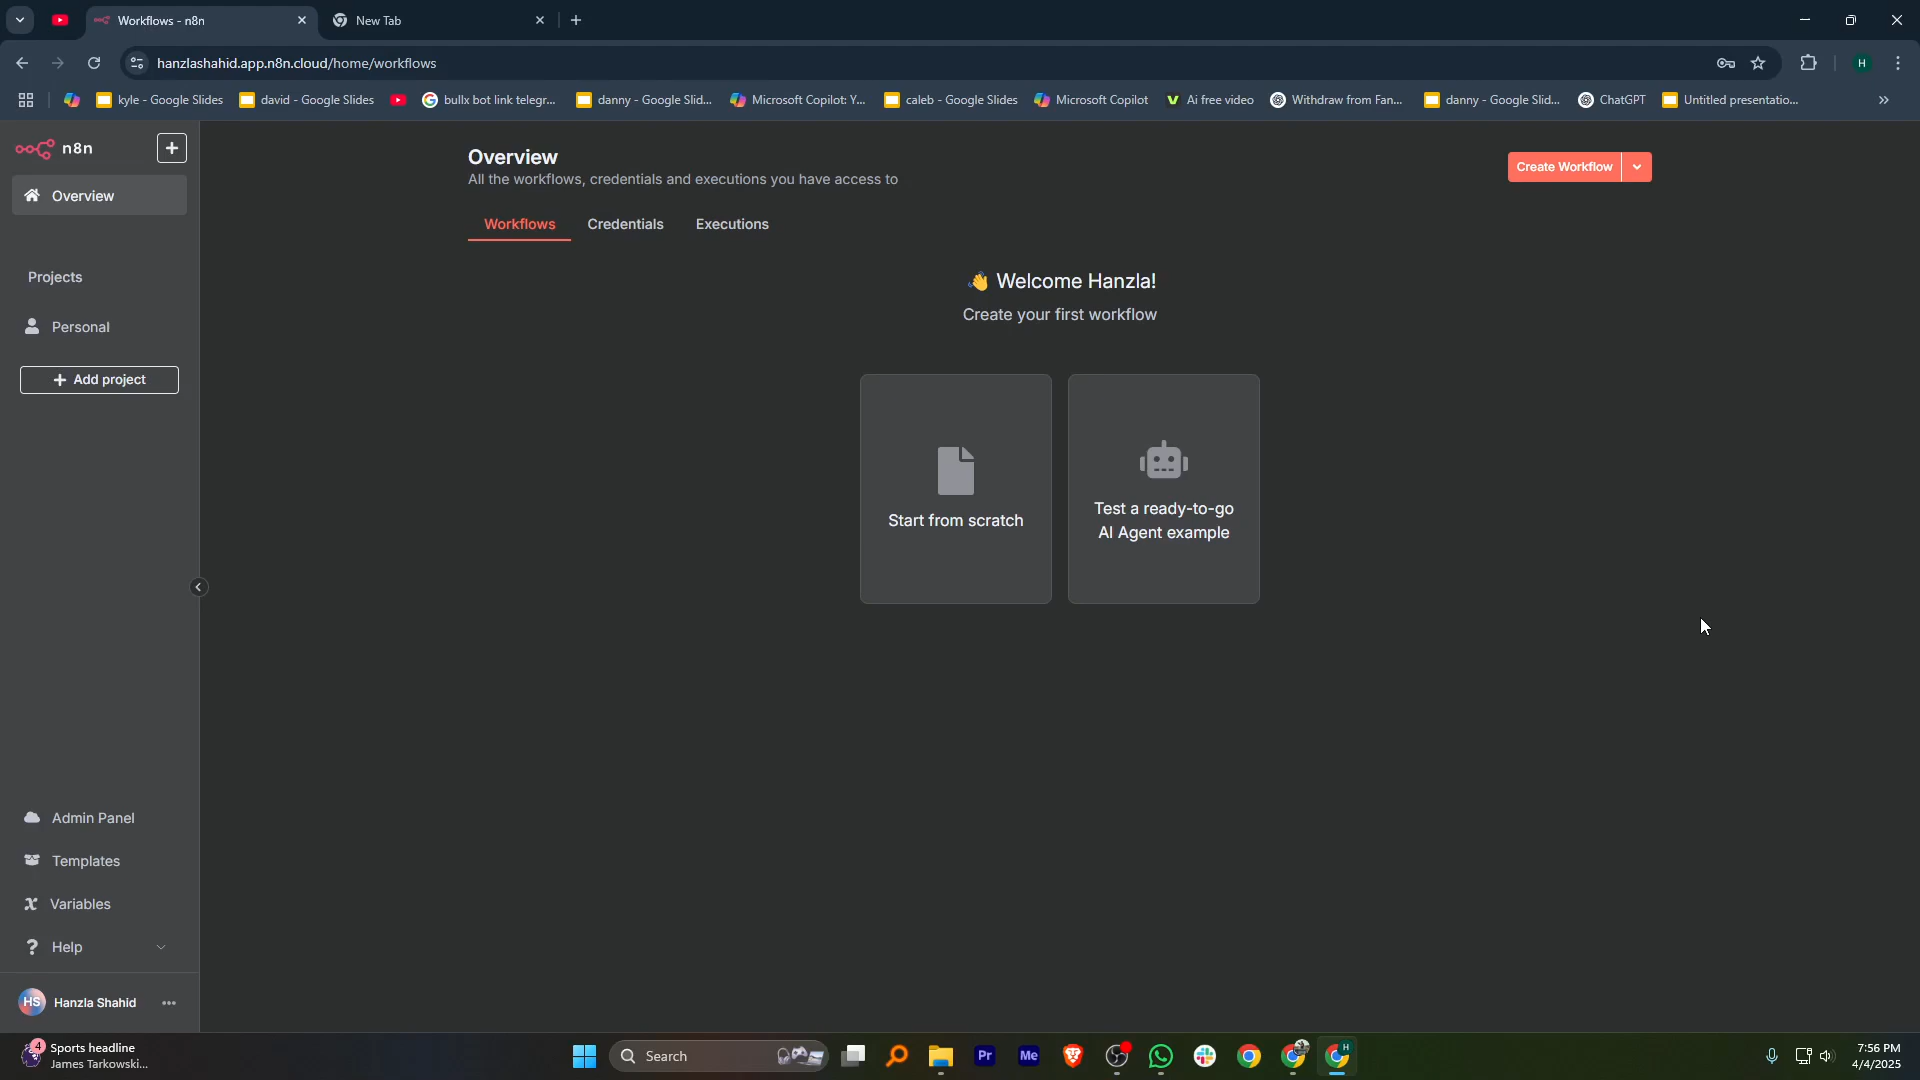 Workflows - n8n
New Tab
hanzlashahid.app.n8n.cloud/home/workflows
H
kyle - Google Slides
david - Google Slides
bullx bot link telegr...
danny - Google Slid...
Microsoft Copilot: Y...
caleb - Google Slides
Microsoft Copilot
Ai free video
Withdraw from Fan...
danny - Google Slid...
ChatGPT
Untitled presentatio...
n8n
Overview
Projects
Personal
+ Add project
Overview
All the workflows, credentials and executions you have access to
Create Workflow
Workflows
Credentials
Executions
👋 Welcome Hanzla!
Create your first workflow
Start from scratch
Test a ready-to-go
AI Agent example
Admin Panel
Templates
Variables
? Help
HS Hanzla Shahid
4
Sports headline
James Tarkowski...
Search
Pr
Me
H
7:56 PM
4/4/2025